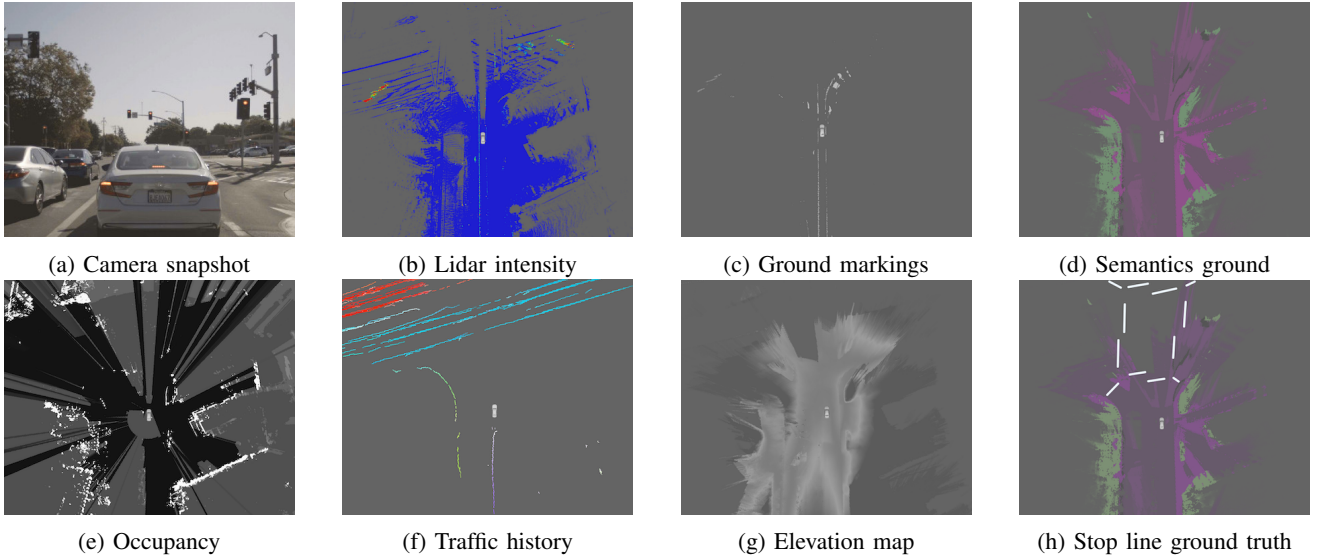 (a) Camera snapshot
(b) Lidar intensity
(c) Ground markings
(d) Semantics ground
(e) Occupancy
(f) Traffic history
(g) Elevation map
(h) Stop line ground truth